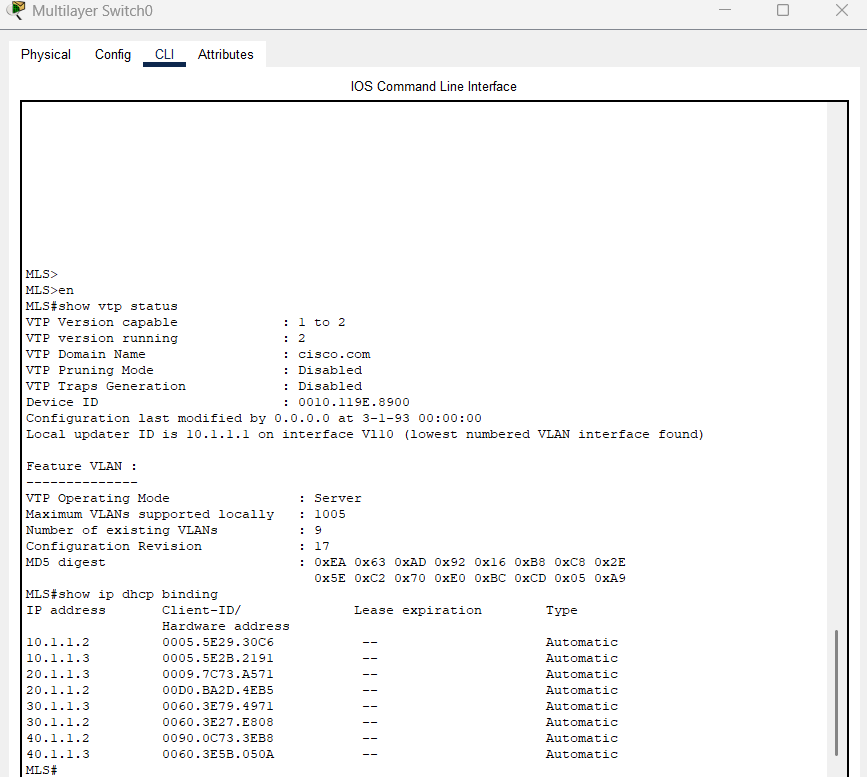 Multilayer Switch0
Physical Config CLI Attributes
IOS Command Line Interface
MLS>
MLS>en
MLS#show vtp status
VTP Version capable : 1 to 2
VTP version running : 2
VTP Domain Name : cisco.com
VTP Pruning Mode : Disabled
VTP Traps Generation : Disabled
Device ID : 0010.119E.8900
Configuration last modified by 0.0.0.0 at 3-1-93 00:00:00
Local updater ID is 10.1.1.1 on interface Vl10 (lowest numbered VLAN interface found)
Feature VLAN :
--------------
VTP Operating Mode : Server
Maximum VLANs supported locally : 1005
Number of existing VLANs : 9
Configuration Revision : 17
MD5 digest : 0xEA 0x63 0xAD 0x92 0x16 0xB8 0xC8 0x2E
0x5E 0xC2 0x70 0xE0 0xBC 0xCD 0x05 0xA9
MLS#show ip dhcp binding
IP address Client-ID/ Lease expiration Type
Hardware address
10.1.1.2 0005.5E29.30C6 -- Automatic
10.1.1.3 0005.5E2B.2191 -- Automatic
20.1.1.3 0009.7C73.A571 -- Automatic
20.1.1.2 00D0.BA2D.4EB5 -- Automatic
30.1.1.3 0060.3E79.4971 -- Automatic
30.1.1.2 0060.3E27.E808 -- Automatic
40.1.1.2 0090.0C73.3EB8 -- Automatic
40.1.1.3 0060.3E5B.050A -- Automatic
MLS#